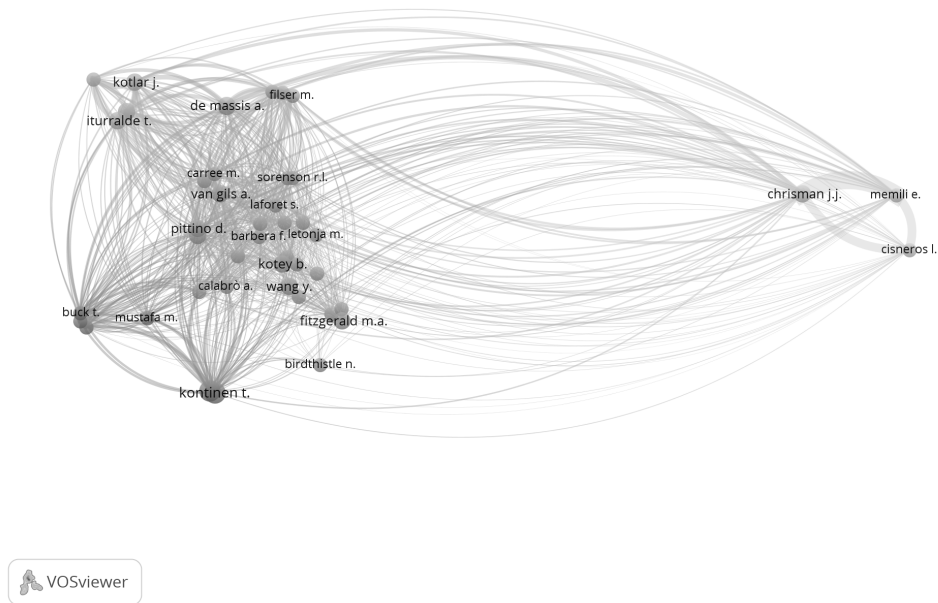 kotlar j.
filser m.
de massis a.
iturralde t.
carree m.
sorenson r.l.
van gils a.
chrisman j.j.
memili e.
laforet s.
pittino d.
barbera f.
letonja m.
cisneros l.
kotey b.
calabrò a.
wang y.
buck t.
mustafa m.
fitzgerald m.a.
birdthistle n.
kontinen t.
VOSviewer